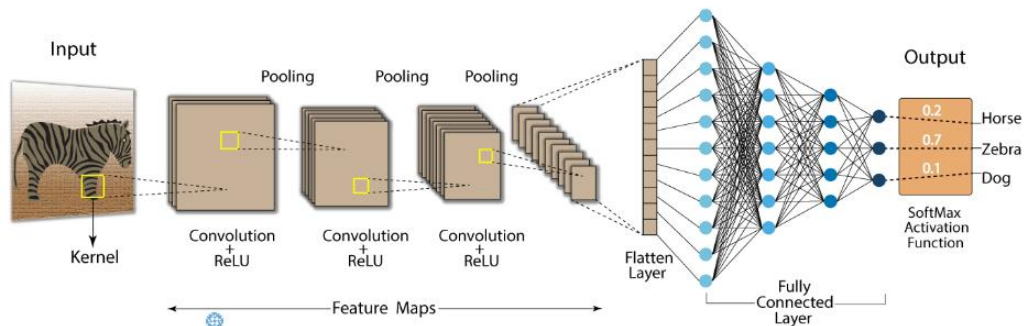 Input
Kernel
Pooling
Pooling
Pooling
Convolution
+
ReLU
Convolution
+
ReLU
Convolution
+
ReLU
Feature Maps
Flatten
Layer
Fully
Connected
Layer
Output
0.2
Horse
0.7
Zebra
0.1
Dog
SoftMax
Activation
Function